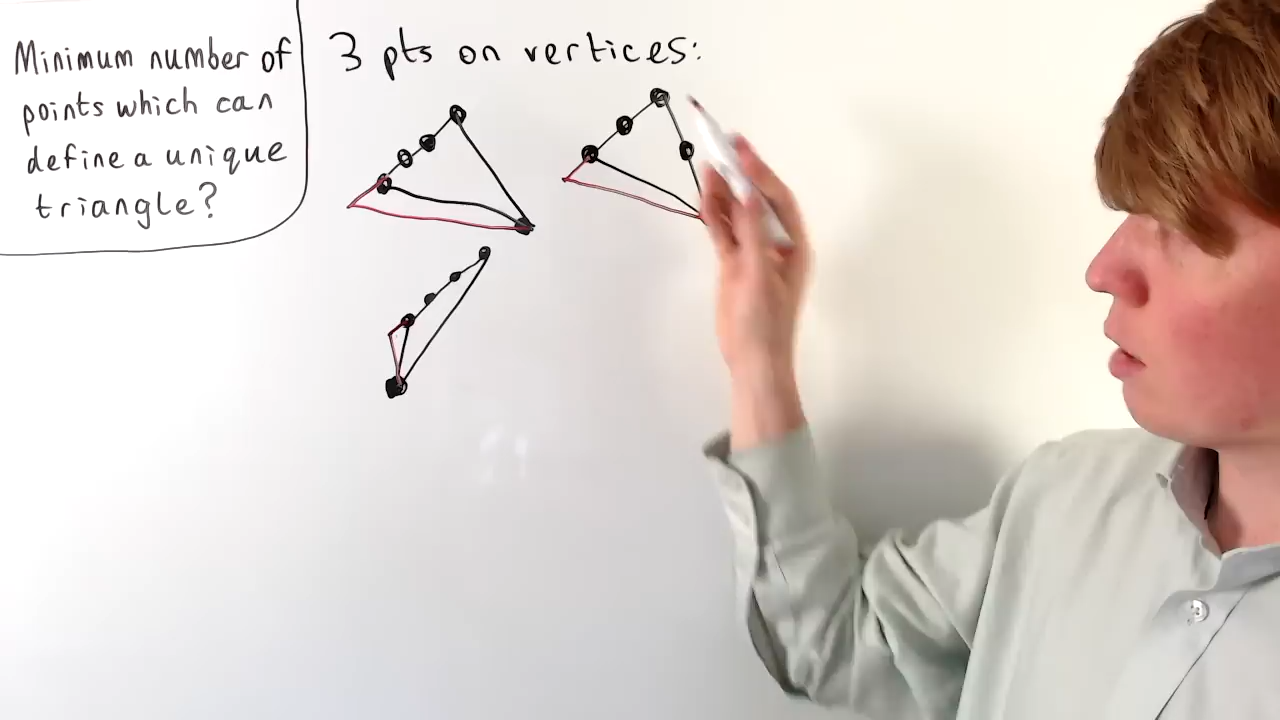 Minimum number of
points which can
define a unique
triangle?
3 pts on vertices: